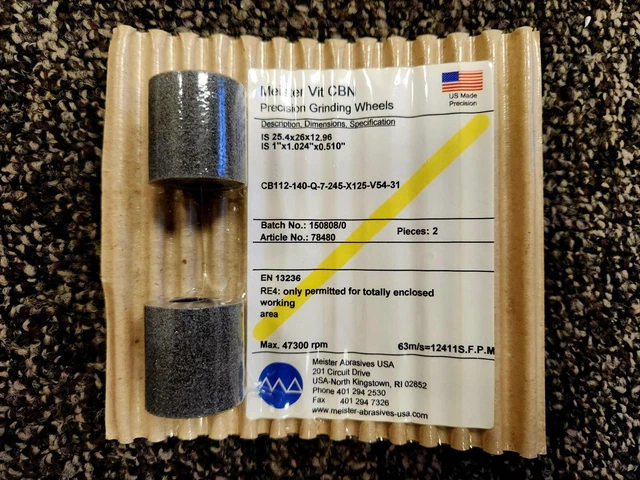 Meister Vit CBN
US Made
Precision
Precision Grinding Wheels
Description, Dimensions, Specification
IS 25.4x26x12.96
IS 1"x1.024"x0.510"
CB112-140-Q-7-245-X125-V54-31
Batch No.: 150808/0 Pieces: 2
Article No.: 78480
EN 13236
RE4: only permitted for totally enclosed
working
area
Max. 47300 rpm 63m/s=12411S.F.P.M
Meister Abrasives USA
201 Circuit Drive
USA-North Kingstown, RI 02852
Phone 401 294 2530
Fax 401 294 7326
www.meister-abrasives-usa.com